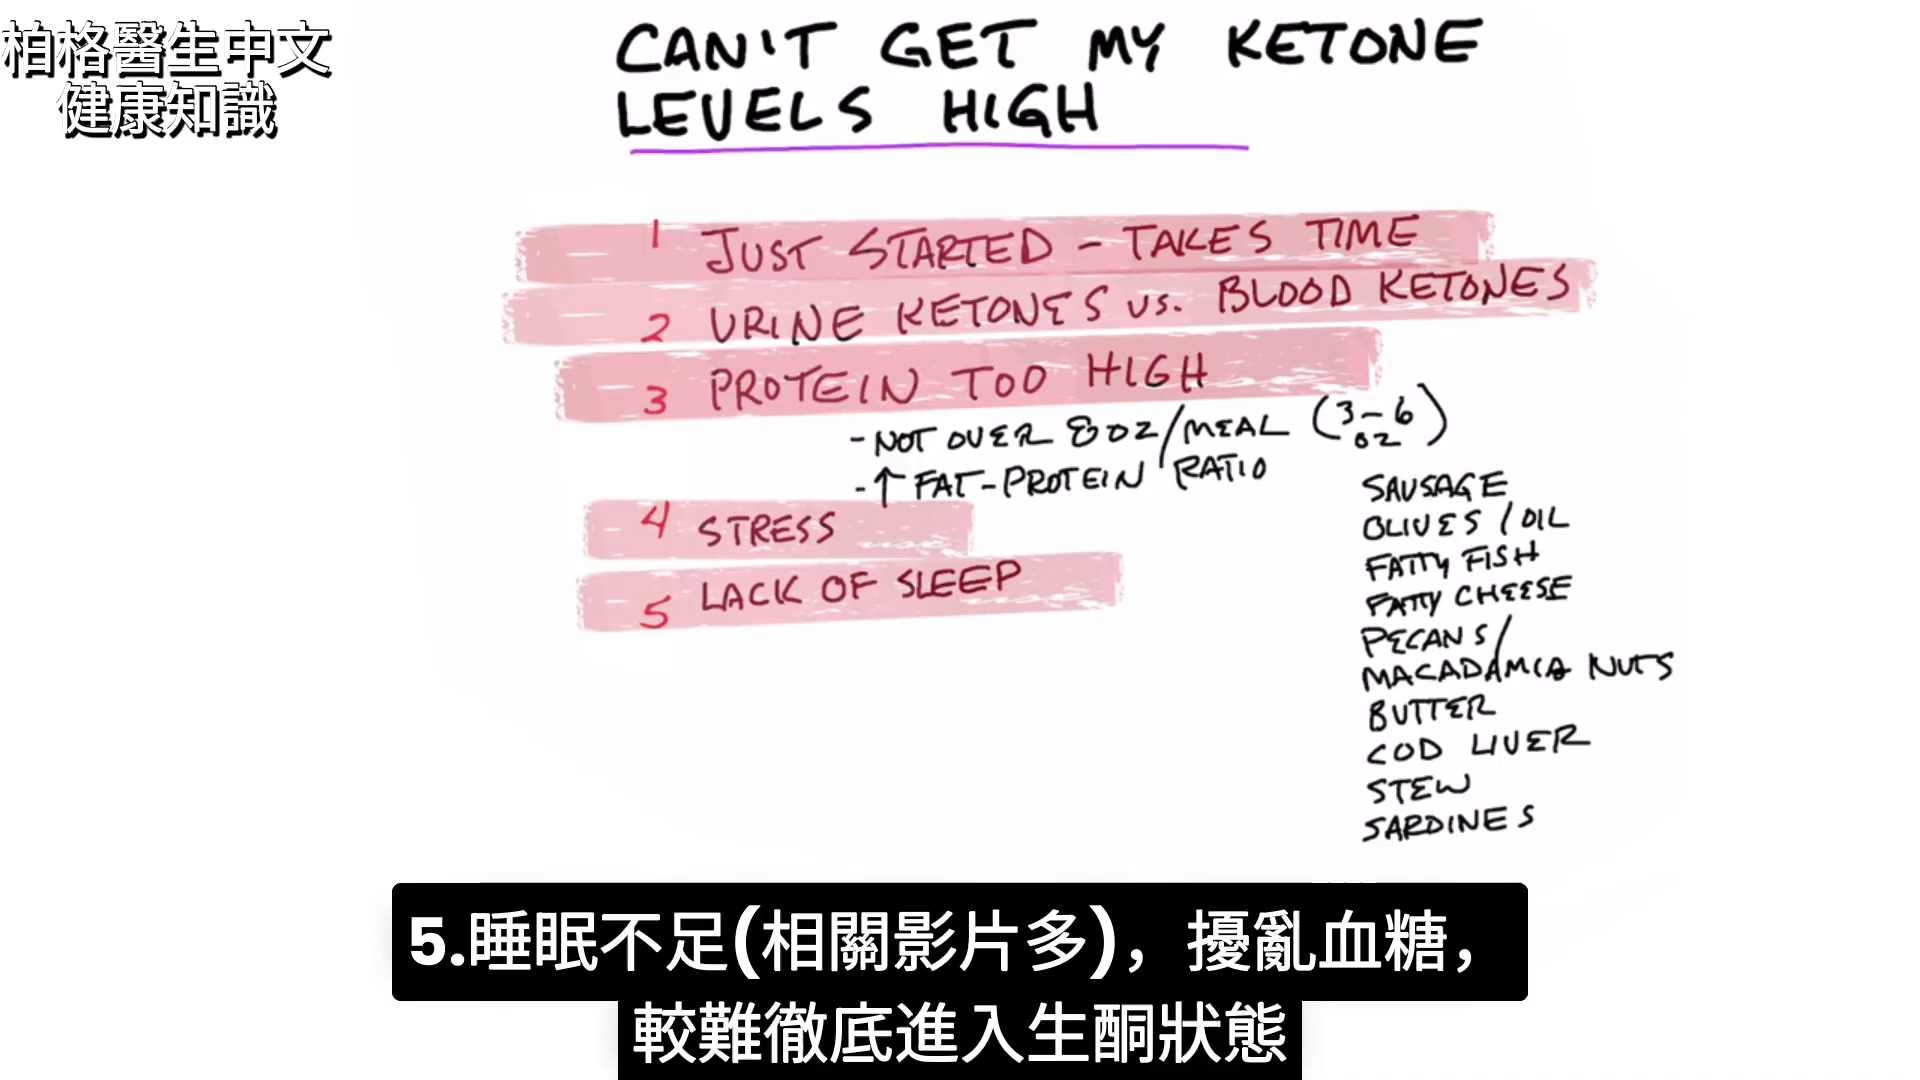 柏格醫生中文
健康知識
CAN'T GET MY KETONE
LEVELS HIGH
1 JUST STARTED - TAKES TIME
2 URINE KETONES vs. BLOOD KETONES
3 PROTEIN TOO HIGH
- NOT OVER 8 OZ/MEAL (3-6 OZ)
- ↑ FAT-PROTEIN RATIO
4 STRESS
5 LACK OF SLEEP
SAUSAGE
OLIVES / OIL
FATTY FISH
FATTY CHEESE
PECANS/
MACADAMIA NUTS
BUTTER
COD LIVER
STEW
SARDINES
5.睡眠不足(相關影片多)，擾亂血糖，
較難徹底進入生酮狀態